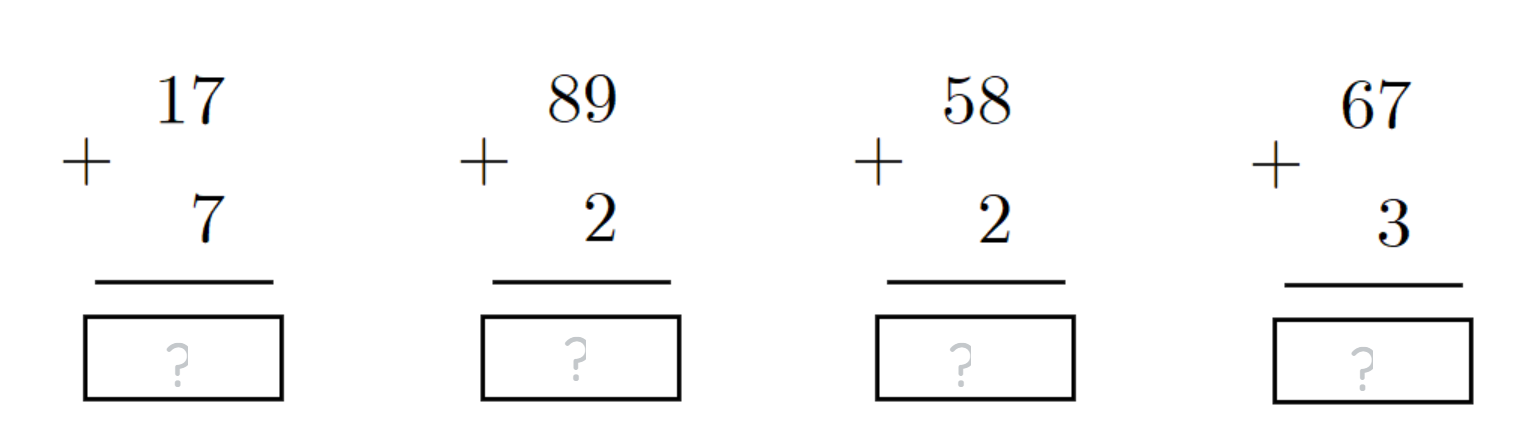 17 89 58 67
+ + + +
7 2 2 3
? ? ? ?